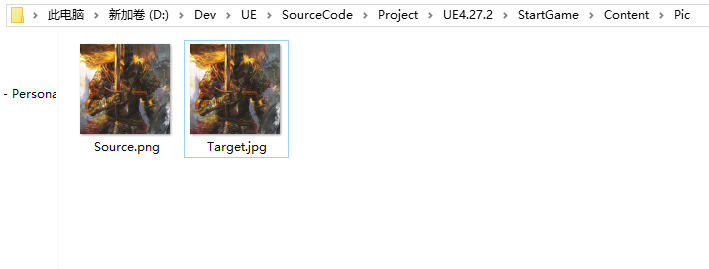 此电脑 > 新加卷 (D:) > Dev > UE > SourceCode > Project > UE4.27.2 > StartGame > Content > Pic
- Persona
Source.png
Target.jpg